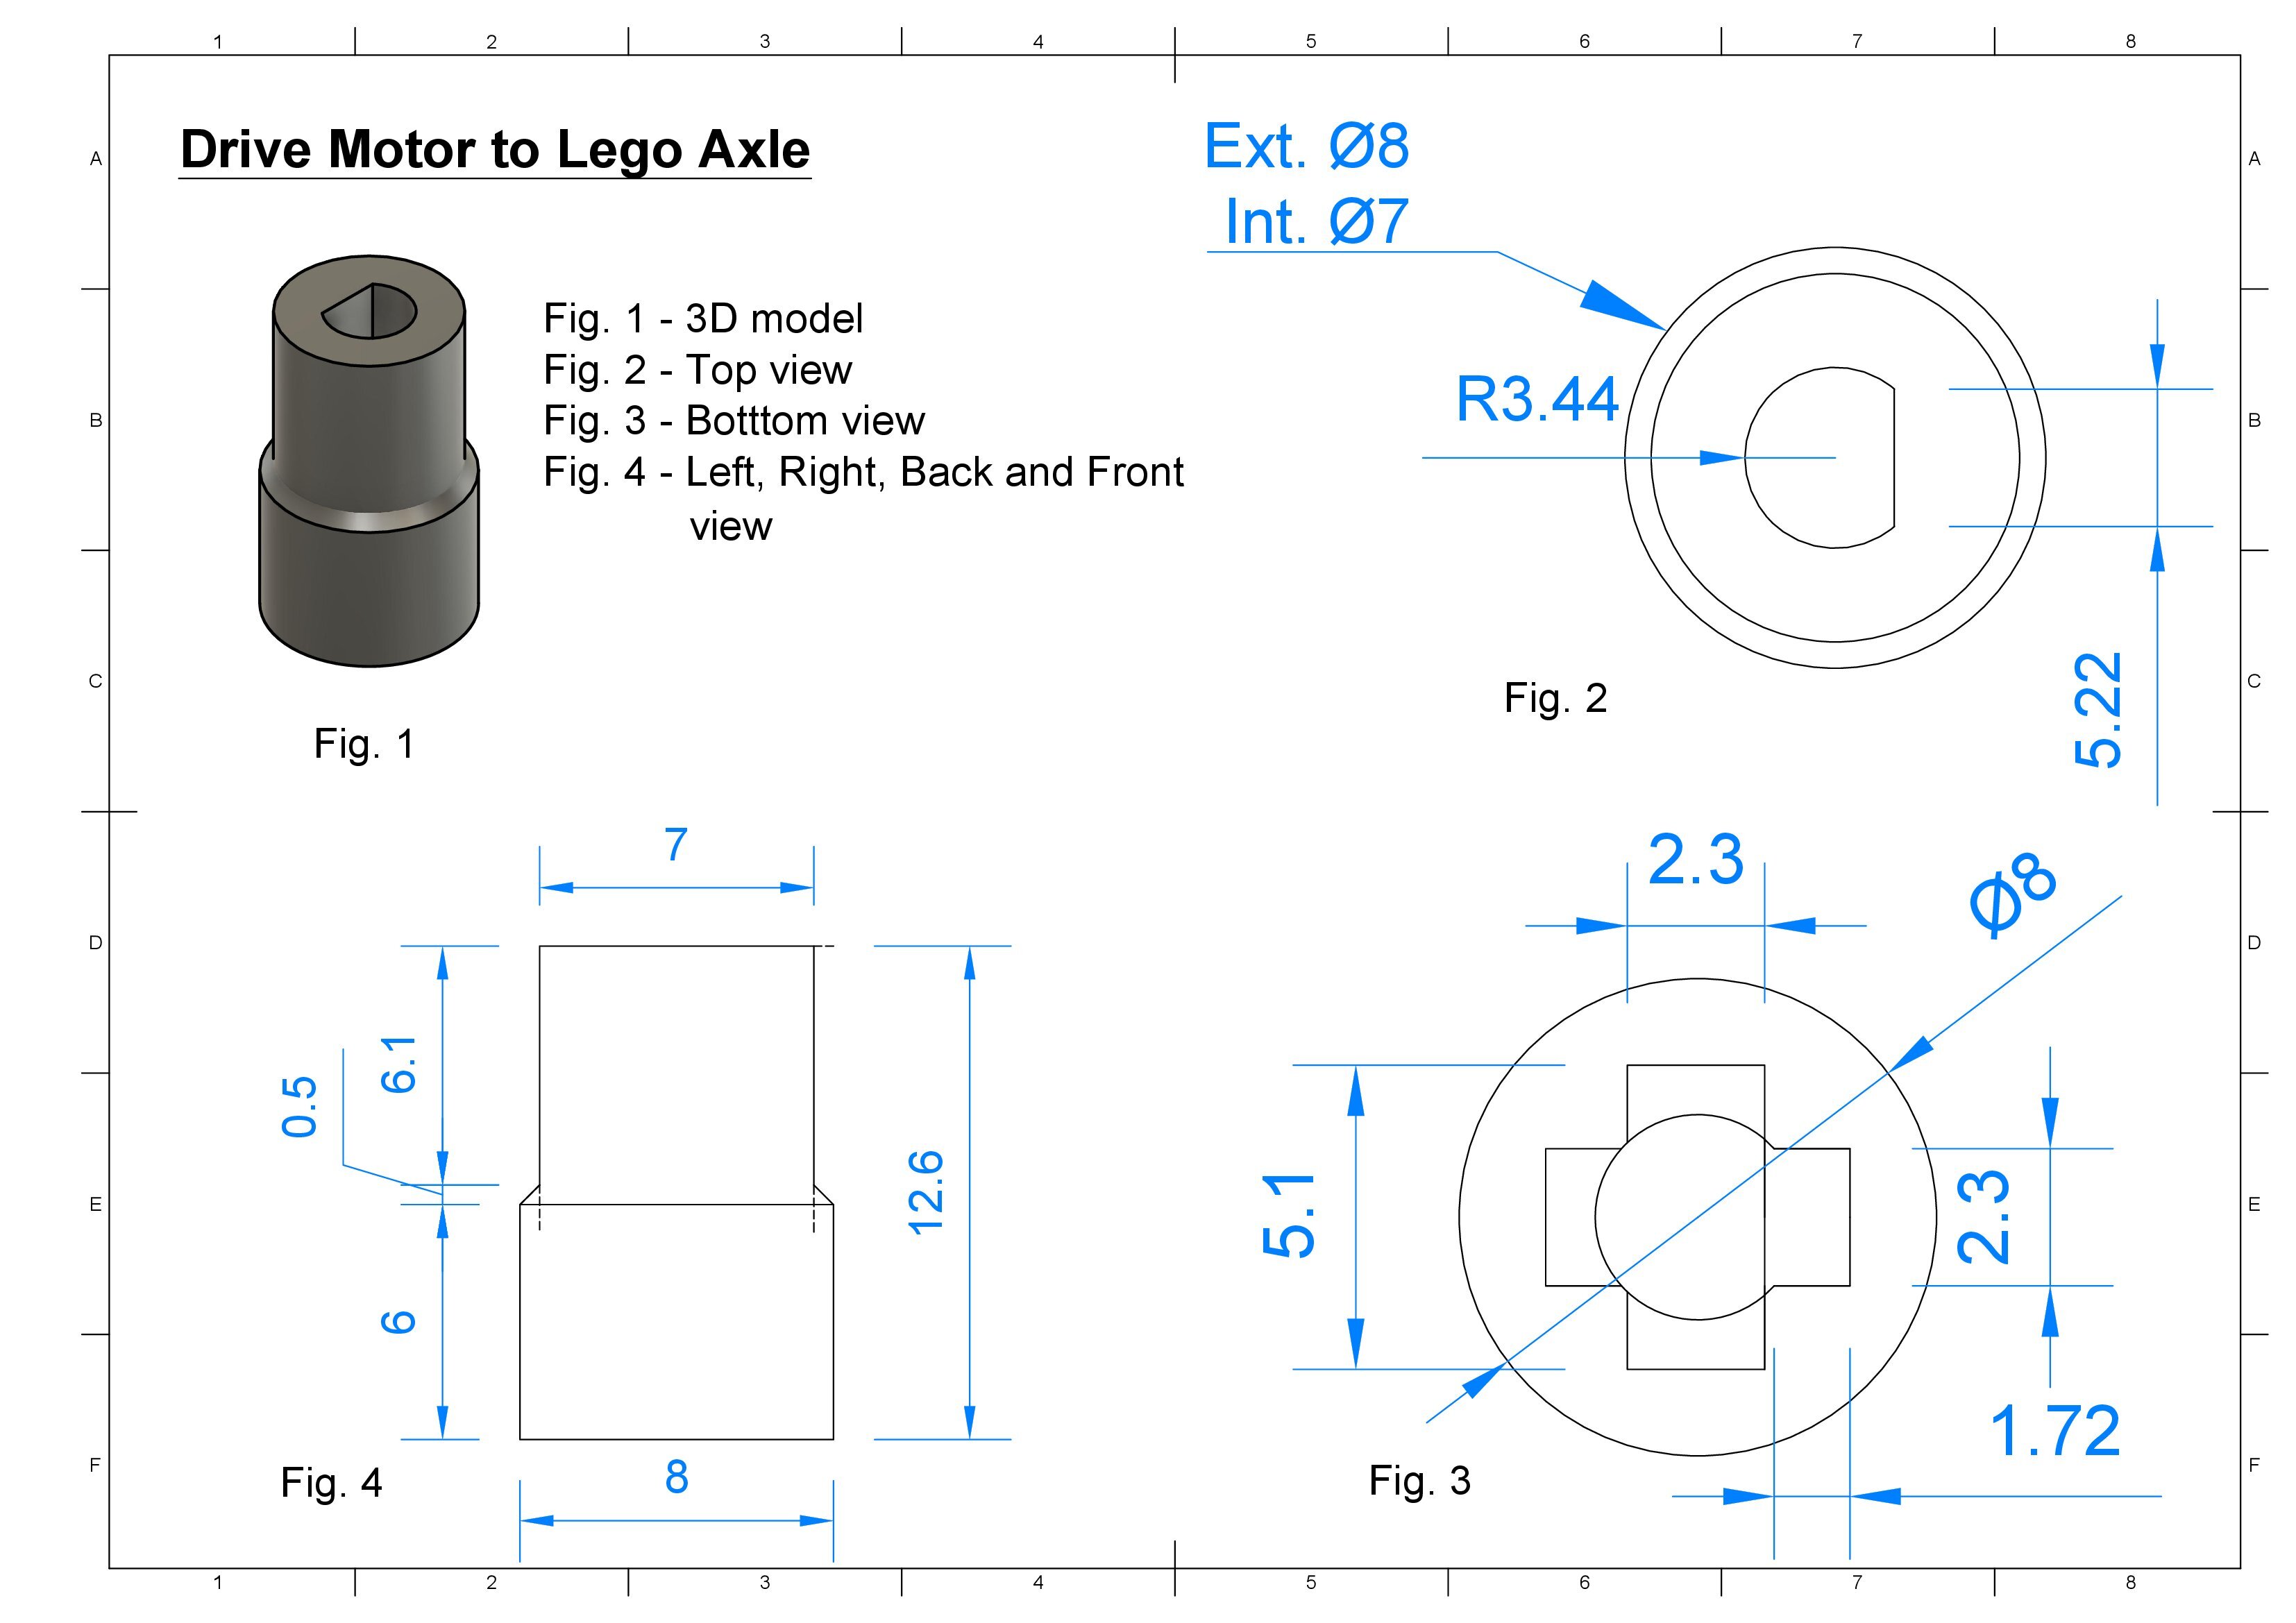 1 2 3 4 5 6 7 8
A A
Drive Motor to Lego Axle
Ext. Ø8
Int. Ø7
Fig. 1 - 3D model
Fig. 2 - Top view
Fig. 3 - Botttom view
Fig. 4 - Left, Right, Back and Front
view
R3.44
B B
5.22
C C
Fig. 2
Fig. 1
7
2.3
Ø8
D D
6.1
0.5
12.6
5.1
2.3
E E
6
1.72
8
Fig. 4
Fig. 3
F F
1 2 3 4 5 6 7 8